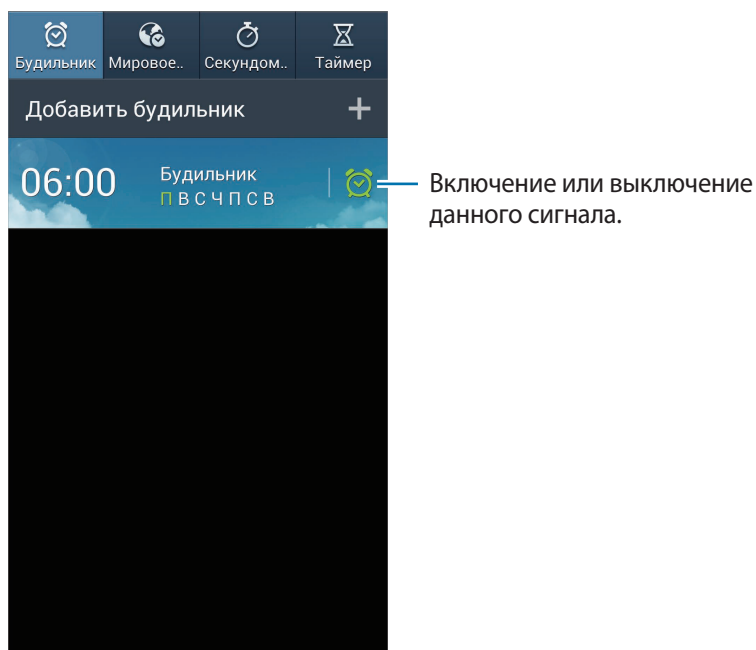 Будильник Мировое.. Секундом.. Таймер
Добавить будильник
06:00 Будильник
П В С Ч П С В
Включение или выключение
данного сигнала.